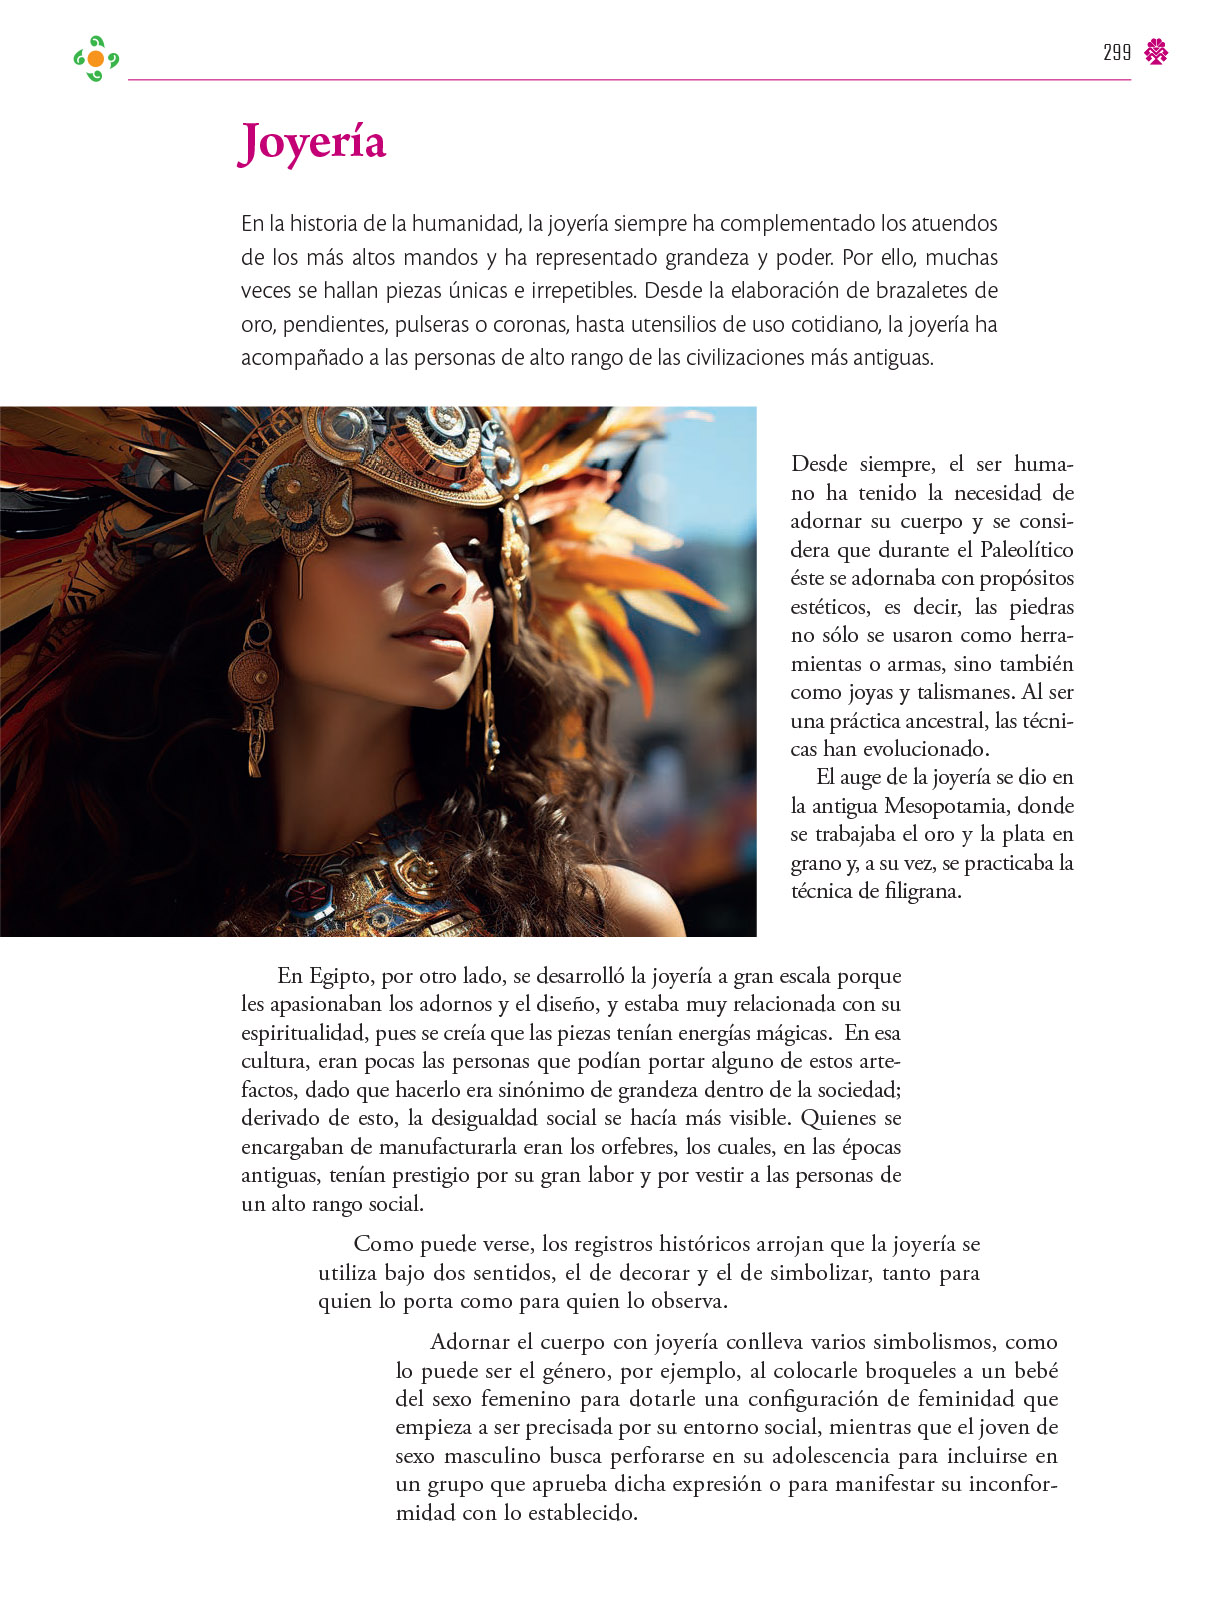 299
Joyería
En la historia de la humanidad, la joyería siempre ha complementado los atuendos
de los más altos mandos y ha representado grandeza y poder. Por ello, muchas
veces se hallan piezas únicas e irrepetibles. Desde la elaboración de brazaletes de
oro, pendientes, pulseras o coronas, hasta utensilios de uso cotidiano, la joyería ha
acompañado a las personas de alto rango de las civilizaciones más antiguas.
Desde siempre, el ser huma-
no ha tenido la necesidad de
adornar su cuerpo y se consi-
dera que durante el Paleolítico
éste se adornaba con propósitos
estéticos, es decir, las piedras
no sólo se usaron como herra-
mientas o armas, sino también
como joyas y talismanes. Al ser
una práctica ancestral, las técni-
cas han evolucionado.
El auge de la joyería se dio en
la antigua Mesopotamia, donde
se trabajaba el oro y la plata en
grano y, a su vez, se practicaba la
técnica de filigrana.
En Egipto, por otro lado, se desarrolló la joyería a gran escala porque
les apasionaban los adornos y el diseño, y estaba muy relacionada con su
espiritualidad, pues se creía que las piezas tenían energías mágicas.  En esa
cultura, eran pocas las personas que podían portar alguno de estos arte-
factos, dado que hacerlo era sinónimo de grandeza dentro de la sociedad;
derivado de esto, la desigualdad social se hacía más visible. Quienes se
encargaban de manufacturarla eran los orfebres, los cuales, en las épocas
antiguas, tenían prestigio por su gran labor y por vestir a las personas de
un alto rango social.
Como puede verse, los registros históricos arrojan que la joyería se
utiliza bajo dos sentidos, el de decorar y el de simbolizar, tanto para
quien lo porta como para quien lo observa.
Adornar el cuerpo con joyería conlleva varios simbolismos, como
lo puede ser el género, por ejemplo, al colocarle broqueles a un bebé
del sexo femenino para dotarle una configuración de feminidad que
empieza a ser precisada por su entorno social, mientras que el joven de
sexo masculino busca perforarse en su adolescencia para incluirse en
un grupo que aprueba dicha expresión o para manifestar su inconfor-
midad con lo establecido.